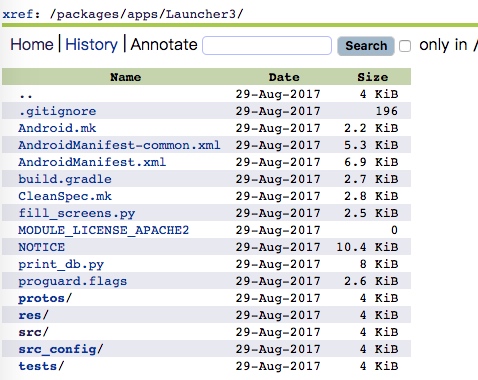 xref: /packages/apps/Launcher3/
Home | History | Annotate Search only in /
Name Date Size
.. 29-Aug-2017 4 KiB
.gitignore 29-Aug-2017 196
Android.mk 29-Aug-2017 2.2 KiB
AndroidManifest-common.xml 29-Aug-2017 5.3 KiB
AndroidManifest.xml 29-Aug-2017 6.9 KiB
build.gradle 29-Aug-2017 2.7 KiB
CleanSpec.mk 29-Aug-2017 2.8 KiB
fill_screens.py 29-Aug-2017 2.5 KiB
MODULE_LICENSE_APACHE2 29-Aug-2017 0
NOTICE 29-Aug-2017 10.4 KiB
print_db.py 29-Aug-2017 8 KiB
proguard.flags 29-Aug-2017 2.6 KiB
protos/ 29-Aug-2017 4 KiB
res/ 29-Aug-2017 4 KiB
src/ 29-Aug-2017 4 KiB
src_config/ 29-Aug-2017 4 KiB
tests/ 29-Aug-2017 4 KiB